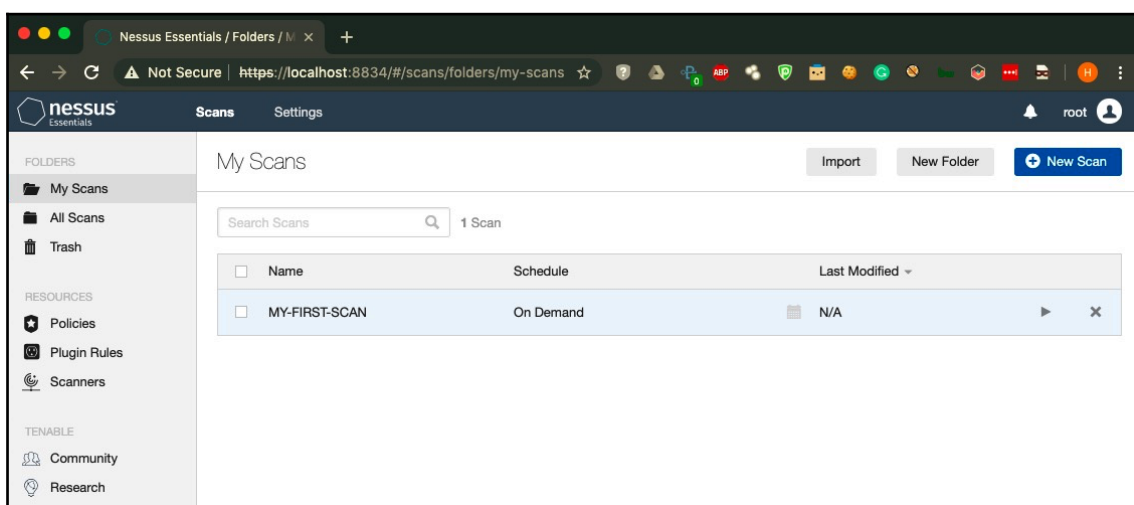 Nessus Essentials / Folders / M
Not Secure | https://localhost:8834/#/scans/folders/my-scans
0 ABP G H
nessus Essentials Scans Settings root
FOLDERS
My Scans
All Scans
Trash
RESOURCES
Policies
Plugin Rules
Scanners
TENABLE
Community
Research
My Scans Import New Folder New Scan
Search Scans 1 Scan
Name Schedule Last Modified
MY-FIRST-SCAN On Demand N/A